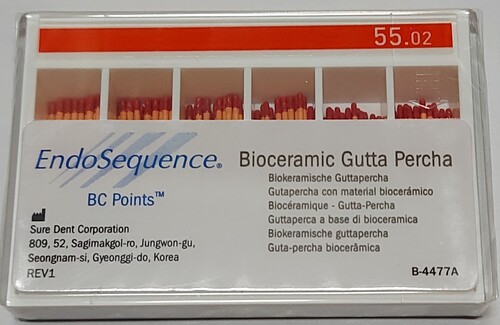 55.02
EndoSequence®
BC Points™
Bioceramic Gutta Percha
Biokeramische Guttapercha
Gutapercha con material biocerámico
Biocéramique - Gutta-Percha
Guttaperca a base di bioceramica
Biokeramische guttapercha
Guta-percha biocerâmica
Sure Dent Corporation
809, 52, Sagimakgol-ro, Jungwon-gu,
Seongnam-si, Gyeonggi-do, Korea
REV1
B-4477A